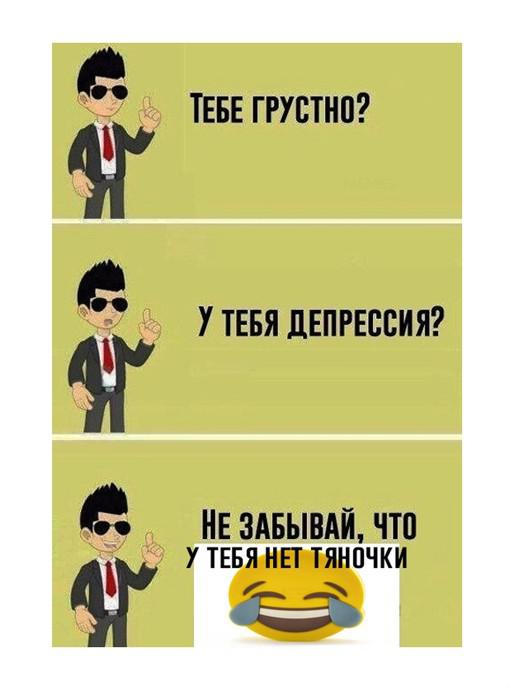 Тебе грустно?
У тебя депрессия?
Не забывай, что
у тебя нет тяночки